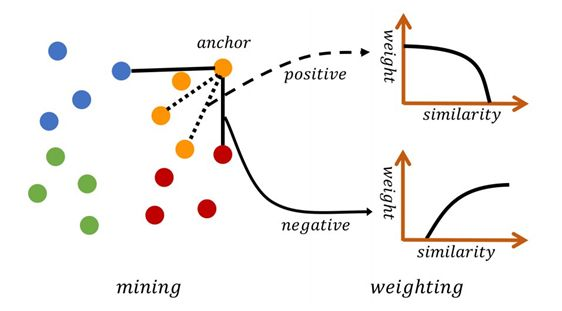 anchor
positive
weight
similarity
negative
weight
similarity
mining
weighting